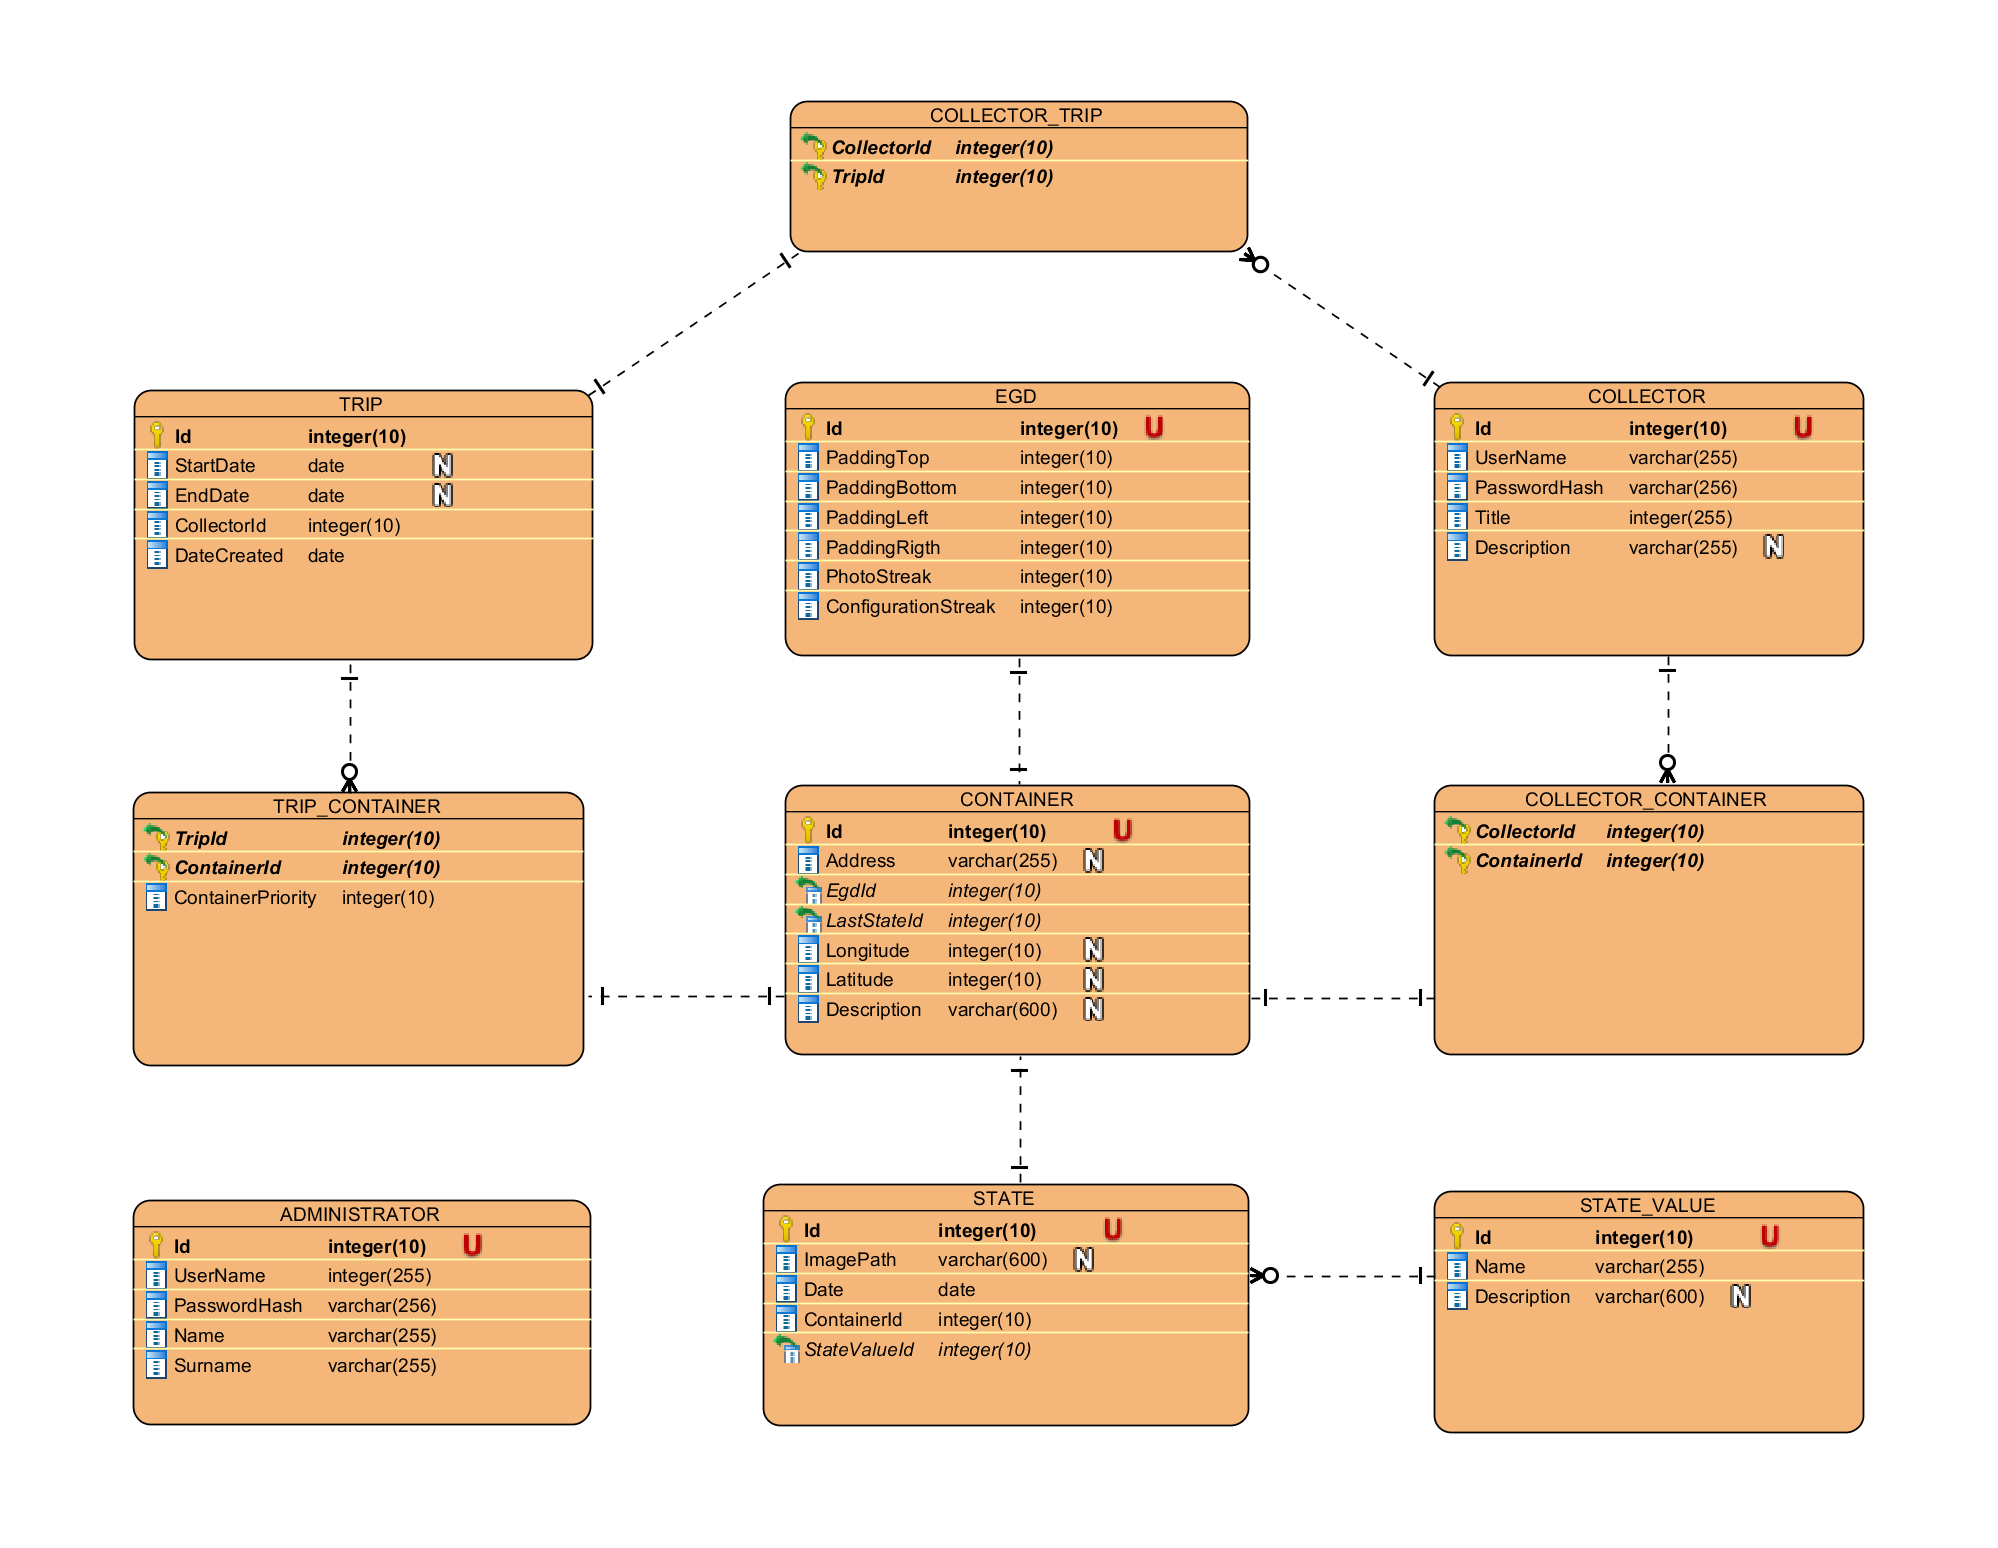 COLLECTOR_TRIP
CollectorId integer(10)
TripId integer(10)
TRIP
Id integer(10)
StartDate date N
EndDate date N
CollectorId integer(10)
DateCreated date
EGD
Id integer(10) U
PaddingTop integer(10)
PaddingBottom integer(10)
PaddingLeft integer(10)
PaddingRigth integer(10)
PhotoStreak integer(10)
ConfigurationStreak integer(10)
COLLECTOR
Id integer(10) U
UserName varchar(255)
PasswordHash varchar(256)
Title integer(255)
Description varchar(255) N
TRIP_CONTAINER
TripId integer(10)
ContainerId integer(10)
ContainerPriority integer(10)
CONTAINER
Id integer(10) U
Address varchar(255) N
EgdId integer(10)
LastStateId integer(10)
Longitude integer(10) N
Latitude integer(10) N
Description varchar(600) N
COLLECTOR_CONTAINER
CollectorId integer(10)
ContainerId integer(10)
ADMINISTRATOR
Id integer(10) U
UserName integer(255)
PasswordHash varchar(256)
Name varchar(255)
Surname varchar(255)
STATE
Id integer(10) U
ImagePath varchar(600) N
Date date
ContainerId integer(10)
StateValueId integer(10)
STATE_VALUE
Id integer(10) U
Name varchar(255)
Description varchar(600) N